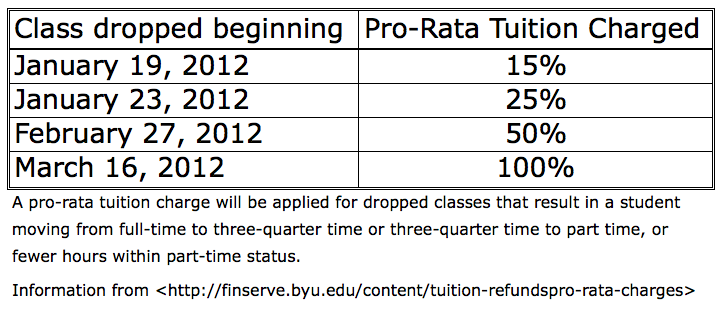 Class dropped beginning Pro-Rata Tuition Charged
January 19, 2012 15%
January 23, 2012 25%
February 27, 2012 50%
March 16, 2012 100%
A pro-rata tuition charge will be applied for dropped classes that result in a student
moving from full-time to three-quarter time or three-quarter time to part time, or
fewer hours within part-time status.
Information from <http://finserve.byu.edu/content/tuition-refundspro-rata-charges>